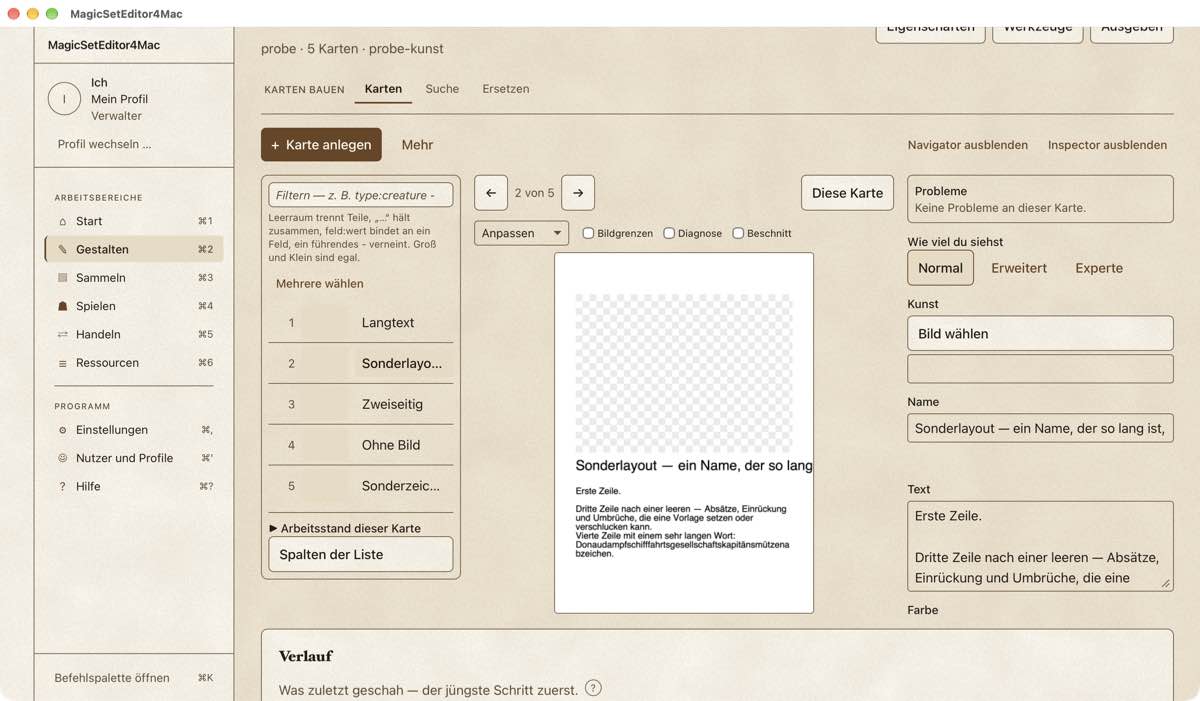 MagicSetEditor4Mac
MagicSetEditor4Mac
I
Ich
Mein Profil
Verwalter
Profil wechseln ...
ARBEITSBEREICHE
Start ⌘1
Gestalten ⌘2
Sammeln ⌘3
Spielen ⌘4
Handeln ⌘5
Ressourcen ⌘6
PROGRAMM
Einstellungen ⌘,
Nutzer und Profile ⌘'
? Hilfe ⌘?
Befehlspalette öffnen ⌘K
Eigenschaften Werkzeuge Ausgeben
probe · 5 Karten · probe-kunst
KARTEN BAUEN Karten Suche Ersetzen
+ Karte anlegen Mehr
Navigator ausblenden Inspector ausblenden
Filtern — z. B. type:creature -
Leerraum trennt Teile, „…“ hält
zusammen, feld:wert bindet an ein
Feld, ein führendes - verneint. Groß
und Klein sind egal.
Mehrere wählen
1 Langtext
2 Sonderlayo...
3 Zweiseitig
4 Ohne Bild
5 Sonderzeic...
► Arbeitsstand dieser Karte
Spalten der Liste
← 2 von 5 → Diese Karte
Anpassen Bildgrenzen Diagnose Beschnitt
Sonderlayout — ein Name, der so lang
Erste Zeile.
Dritte Zeile nach einer leeren — Absätze, Einrückung
und Umbrüche, die eine Vorlage setzen oder
verschlucken kann.
Vierte Zeile mit einem sehr langen Wort:
Donaudampfschifffahrtsgesellschaftskapitänsmützena
bzeichen.
Probleme
Keine Probleme an dieser Karte.
Wie viel du siehst
Normal Erweitert Experte
Kunst
Bild wählen
Name
Sonderlayout — ein Name, der so lang ist,
Text
Erste Zeile.
Dritte Zeile nach einer leeren — Absätze,
Einrückung und Umbrüche, die eine
Farbe
Verlauf
Was zuletzt geschah — der jüngste Schritt zuerst. ?